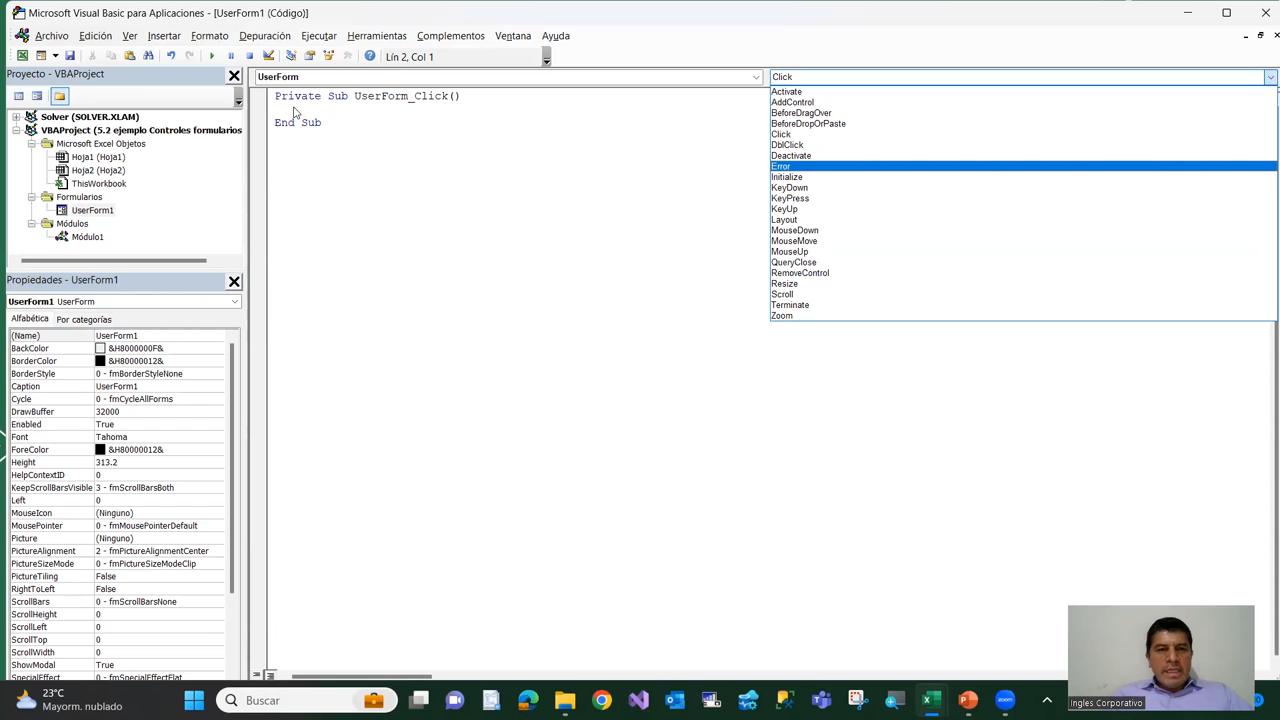 Microsoft Visual Basic para Aplicaciones - [UserForm1 (Código)]
Archivo Edición Ver Insertar Formato Depuración Ejecutar Herramientas Complementos Ventana Ayuda
Lín 2, Col 1
Proyecto - VBAProject
Solver (SOLVER.XLAM)
VBAProject (5.2 ejemplo Controles formularios
Microsoft Excel Objetos
Hoja1 (Hoja1)
Hoja2 (Hoja2)
ThisWorkbook
Formularios
UserForm1
Módulos
Módulo1
Propiedades - UserForm1
UserForm1 UserForm
Alfabética Por categorías
(Name) UserForm1
BackColor &H8000000F&
BorderColor &H80000012&
BorderStyle 0 - fmBorderStyleNone
Caption UserForm1
Cycle 0 - fmCycleAllForms
DrawBuffer 32000
Enabled True
Font Tahoma
ForeColor &H80000012&
Height 313.2
HelpContextID 0
KeepScrollBarsVisible 3 - fmScrollBarsBoth
Left 0
MouseIcon (Ninguno)
MousePointer 0 - fmMousePointerDefault
Picture (Ninguno)
PictureAlignment 2 - fmPictureAlignmentCenter
PictureSizeMode 0 - fmPictureSizeModeClip
PictureTiling False
RightToLeft False
ScrollBars 0 - fmScrollBarsNone
ScrollHeight 0
ScrollLeft 0
ScrollTop 0
ScrollWidth 0
ShowModal True
SpecialEffect 0 - fmSpecialEffectFlat
UserForm
Click
Private Sub UserForm_Click()
End Sub
Activate
AddControl
BeforeDragOver
BeforeDropOrPaste
Click
DblClick
Deactivate
Error
Initialize
KeyDown
KeyPress
KeyUp
Layout
MouseDown
MouseMove
MouseUp
QueryClose
RemoveControl
Resize
Scroll
Terminate
Zoom
Ingles Corporativo
23°C
Mayorm. nublado
Buscar